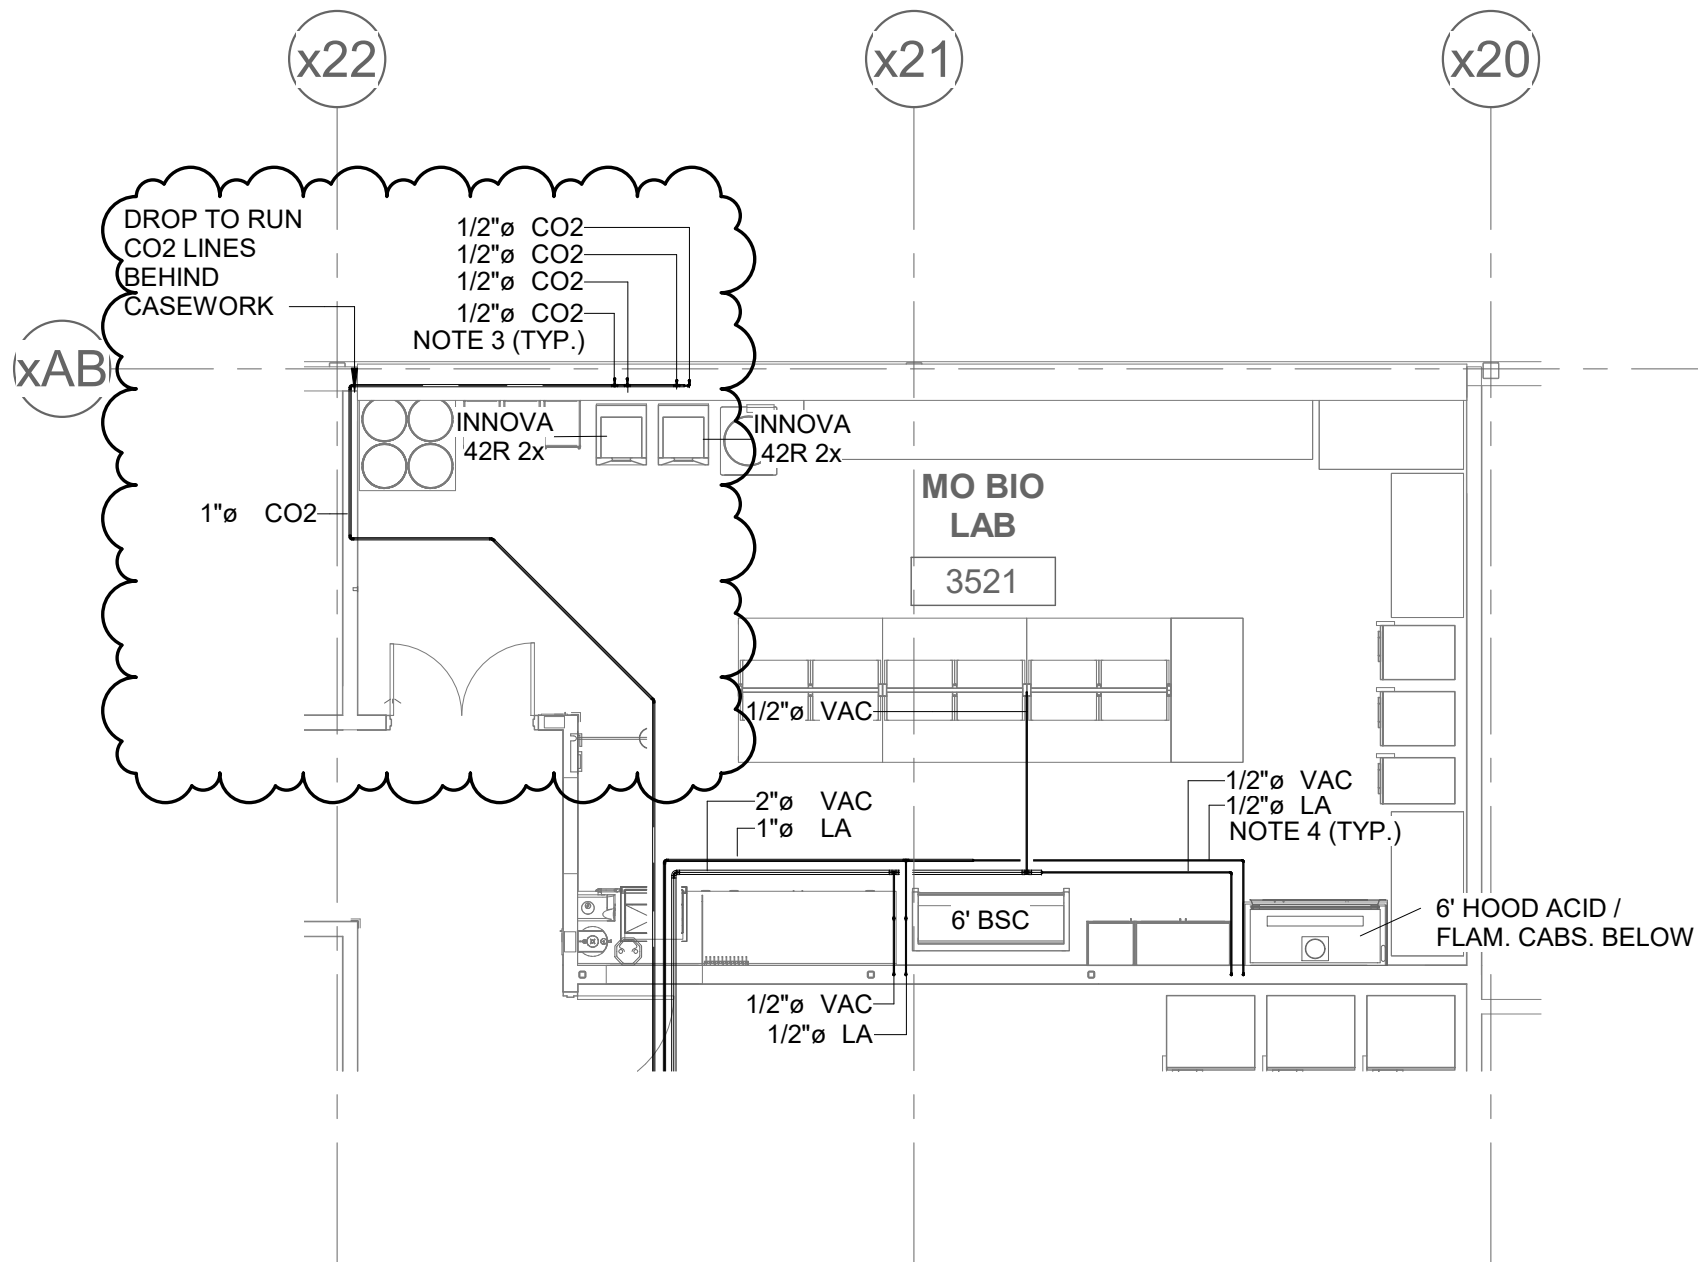 x22
x21
x20
xAB
DROP TO RUN
CO2 LINES
BEHIND
CASEWORK
1/2"ø CO2
1/2"ø CO2
1/2"ø CO2
1/2"ø CO2
NOTE 3 (TYP.)
INNOVA
42R 2x
INNOVA
42R 2x
1"ø CO2
MO BIO
LAB
3521
1/2"ø VAC
2"ø VAC
1"ø LA
1/2"ø VAC
1/2"ø LA
NOTE 4 (TYP.)
6' BSC
6' HOOD ACID /
FLAM. CABS. BELOW
1/2"ø VAC
1/2"ø LA